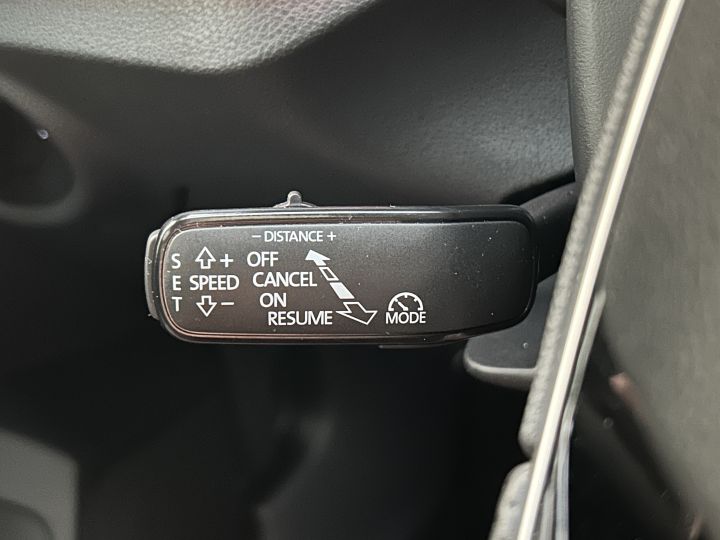 − DISTANCE +
S + OFF
E SPEED CANCEL
T − ON
RESUME MODE